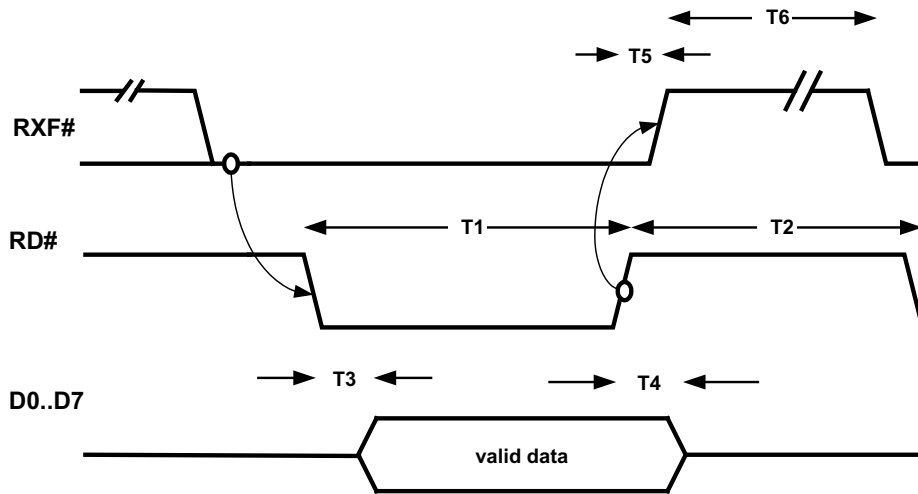 T6
T5
RXF#
T1
T2
RD#
T3
T4
D0..D7
valid data